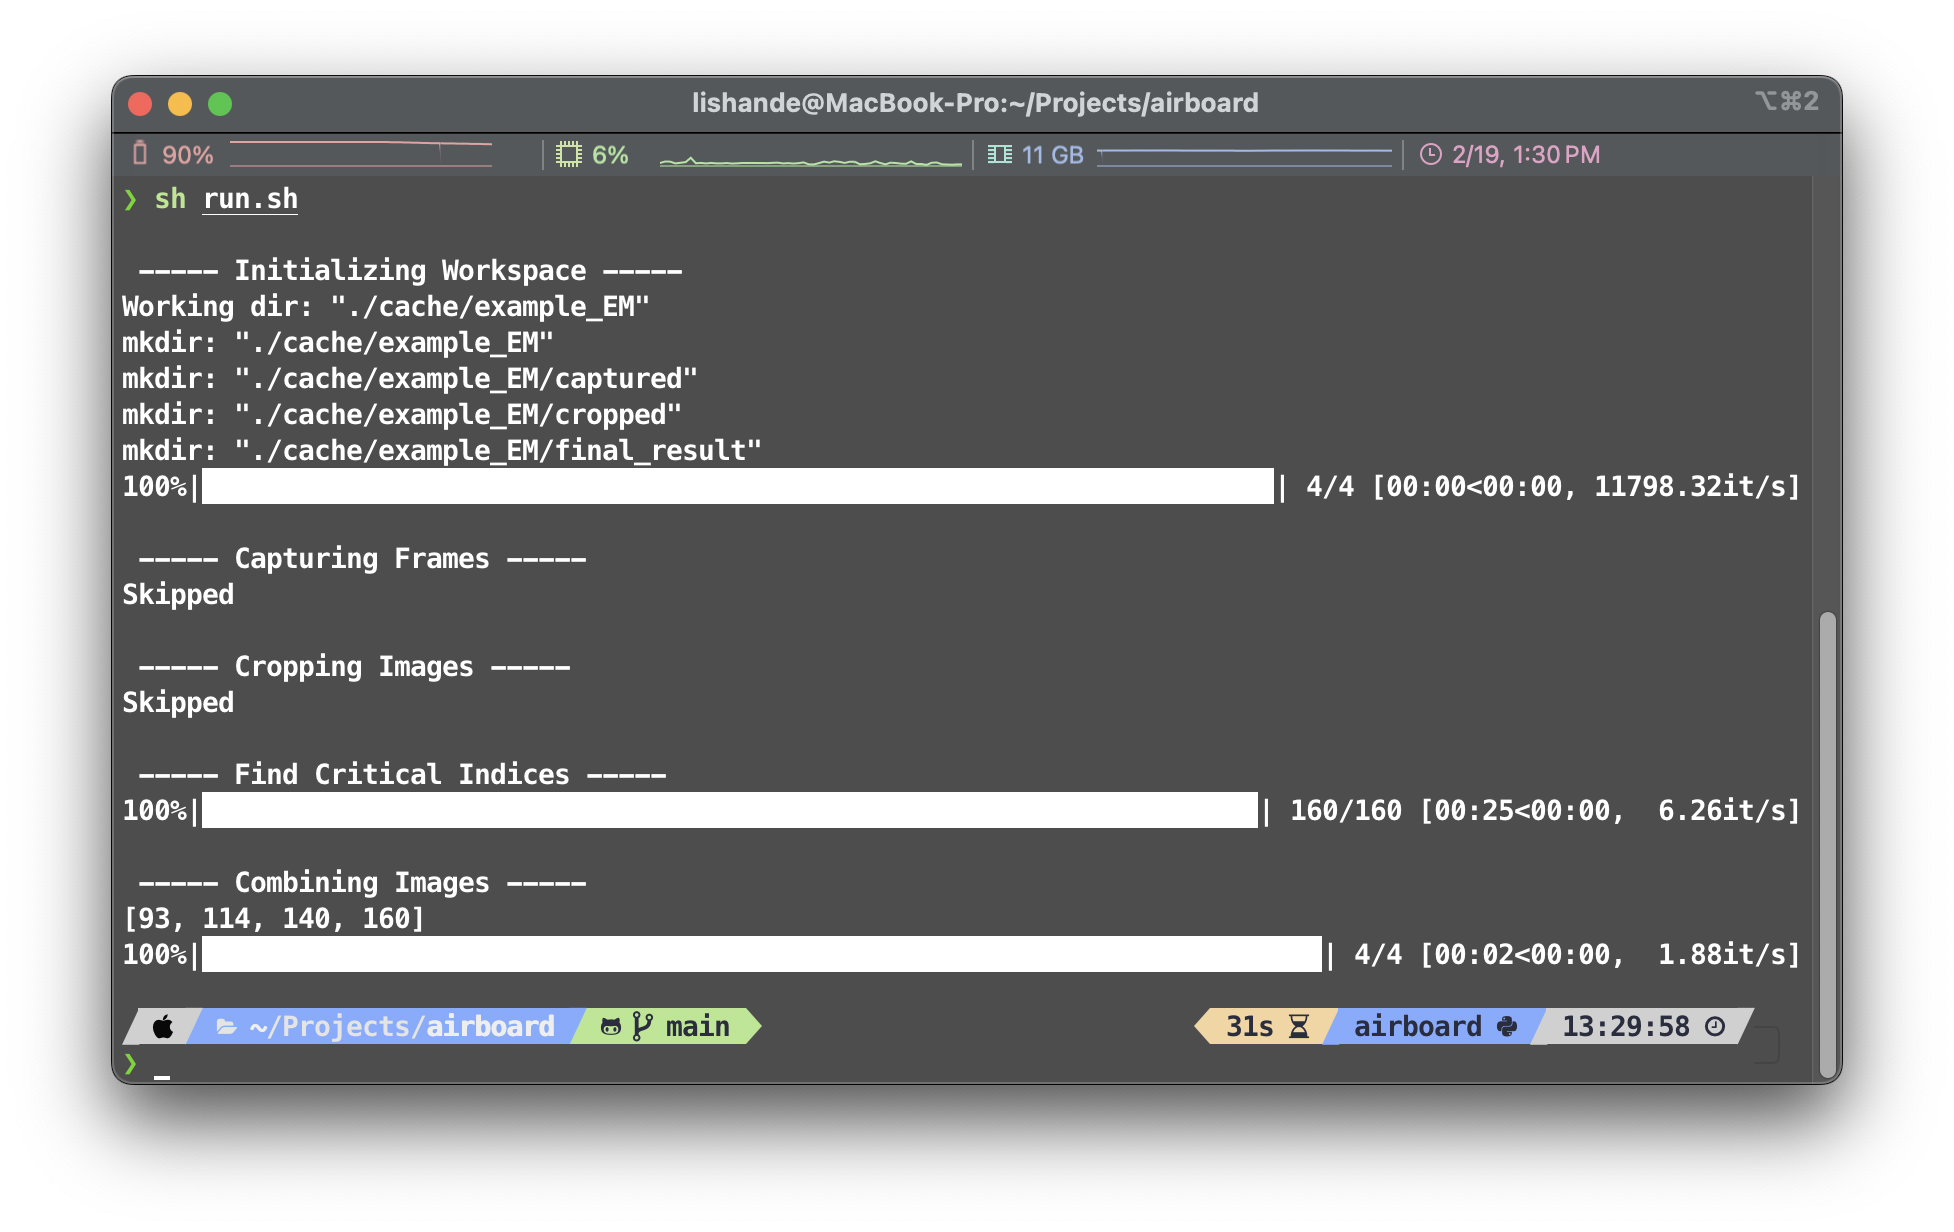 lishande@MacBook-Pro:~/Projects/airboard ⌥⌘2
90% 6% 11 GB 2/19, 1:30 PM
❯ sh run.sh
----- Initializing Workspace -----
Working dir: "./cache/example_EM"
mkdir: "./cache/example_EM"
mkdir: "./cache/example_EM/captured"
mkdir: "./cache/example_EM/cropped"
mkdir: "./cache/example_EM/final_result"
100%| | 4/4 [00:00<00:00, 11798.32it/s]
----- Capturing Frames -----
Skipped
----- Cropping Images -----
Skipped
----- Find Critical Indices -----
100%| | 160/160 [00:25<00:00,  6.26it/s]
----- Combining Images -----
[93, 114, 140, 160]
100%| | 4/4 [00:02<00:00,  1.88it/s]
~/Projects/airboard main 31s airboard 13:29:58
❯ _